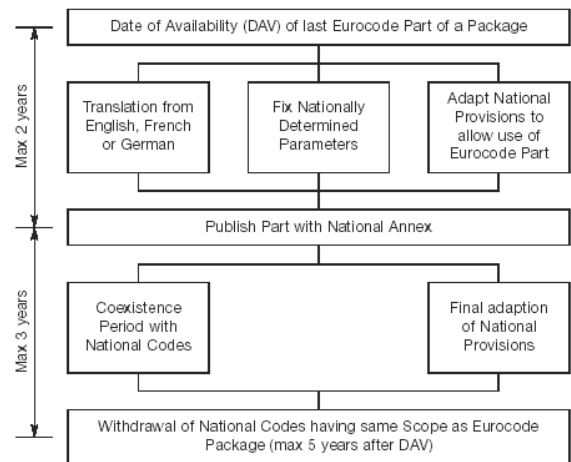 Date of Availability (DAV) of last Eurocode Part of a Package
Max 2 years
Translation from
English, French
or German
Fix Nationally
Determined
Parameters
Adapt National
Provisions to
allow use of
Eurocode Part
Publish Part with National Annex
Max 3 years
Coexistence
Period with
National Codes
Final adaption
of National
Provisions
Withdrawal of National Codes having same Scope as Eurocode
Package (max 5 years after DAV)